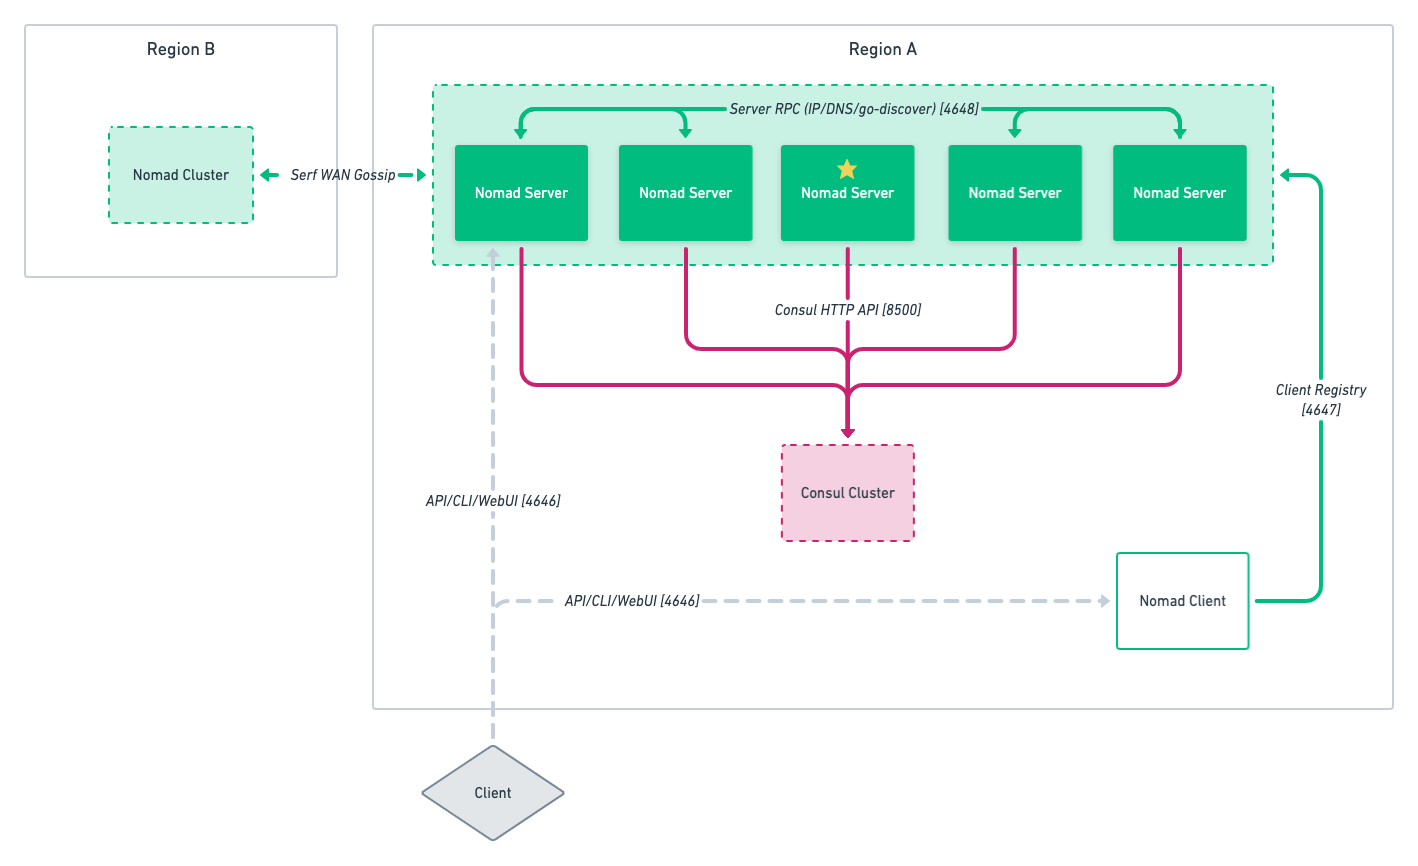 Region B
Region A
Server RPC (IP/DNS/go-discover) [4648]
Nomad Cluster
Serf WAN Gossip
Nomad Server
Nomad Server
Nomad Server
Nomad Server
Nomad Server
Consul HTTP API [8500]
Client Registry
[4647]
Consul Cluster
API/CLI/WebUI [4646]
API/CLI/WebUI [4646]
Nomad Client
Client